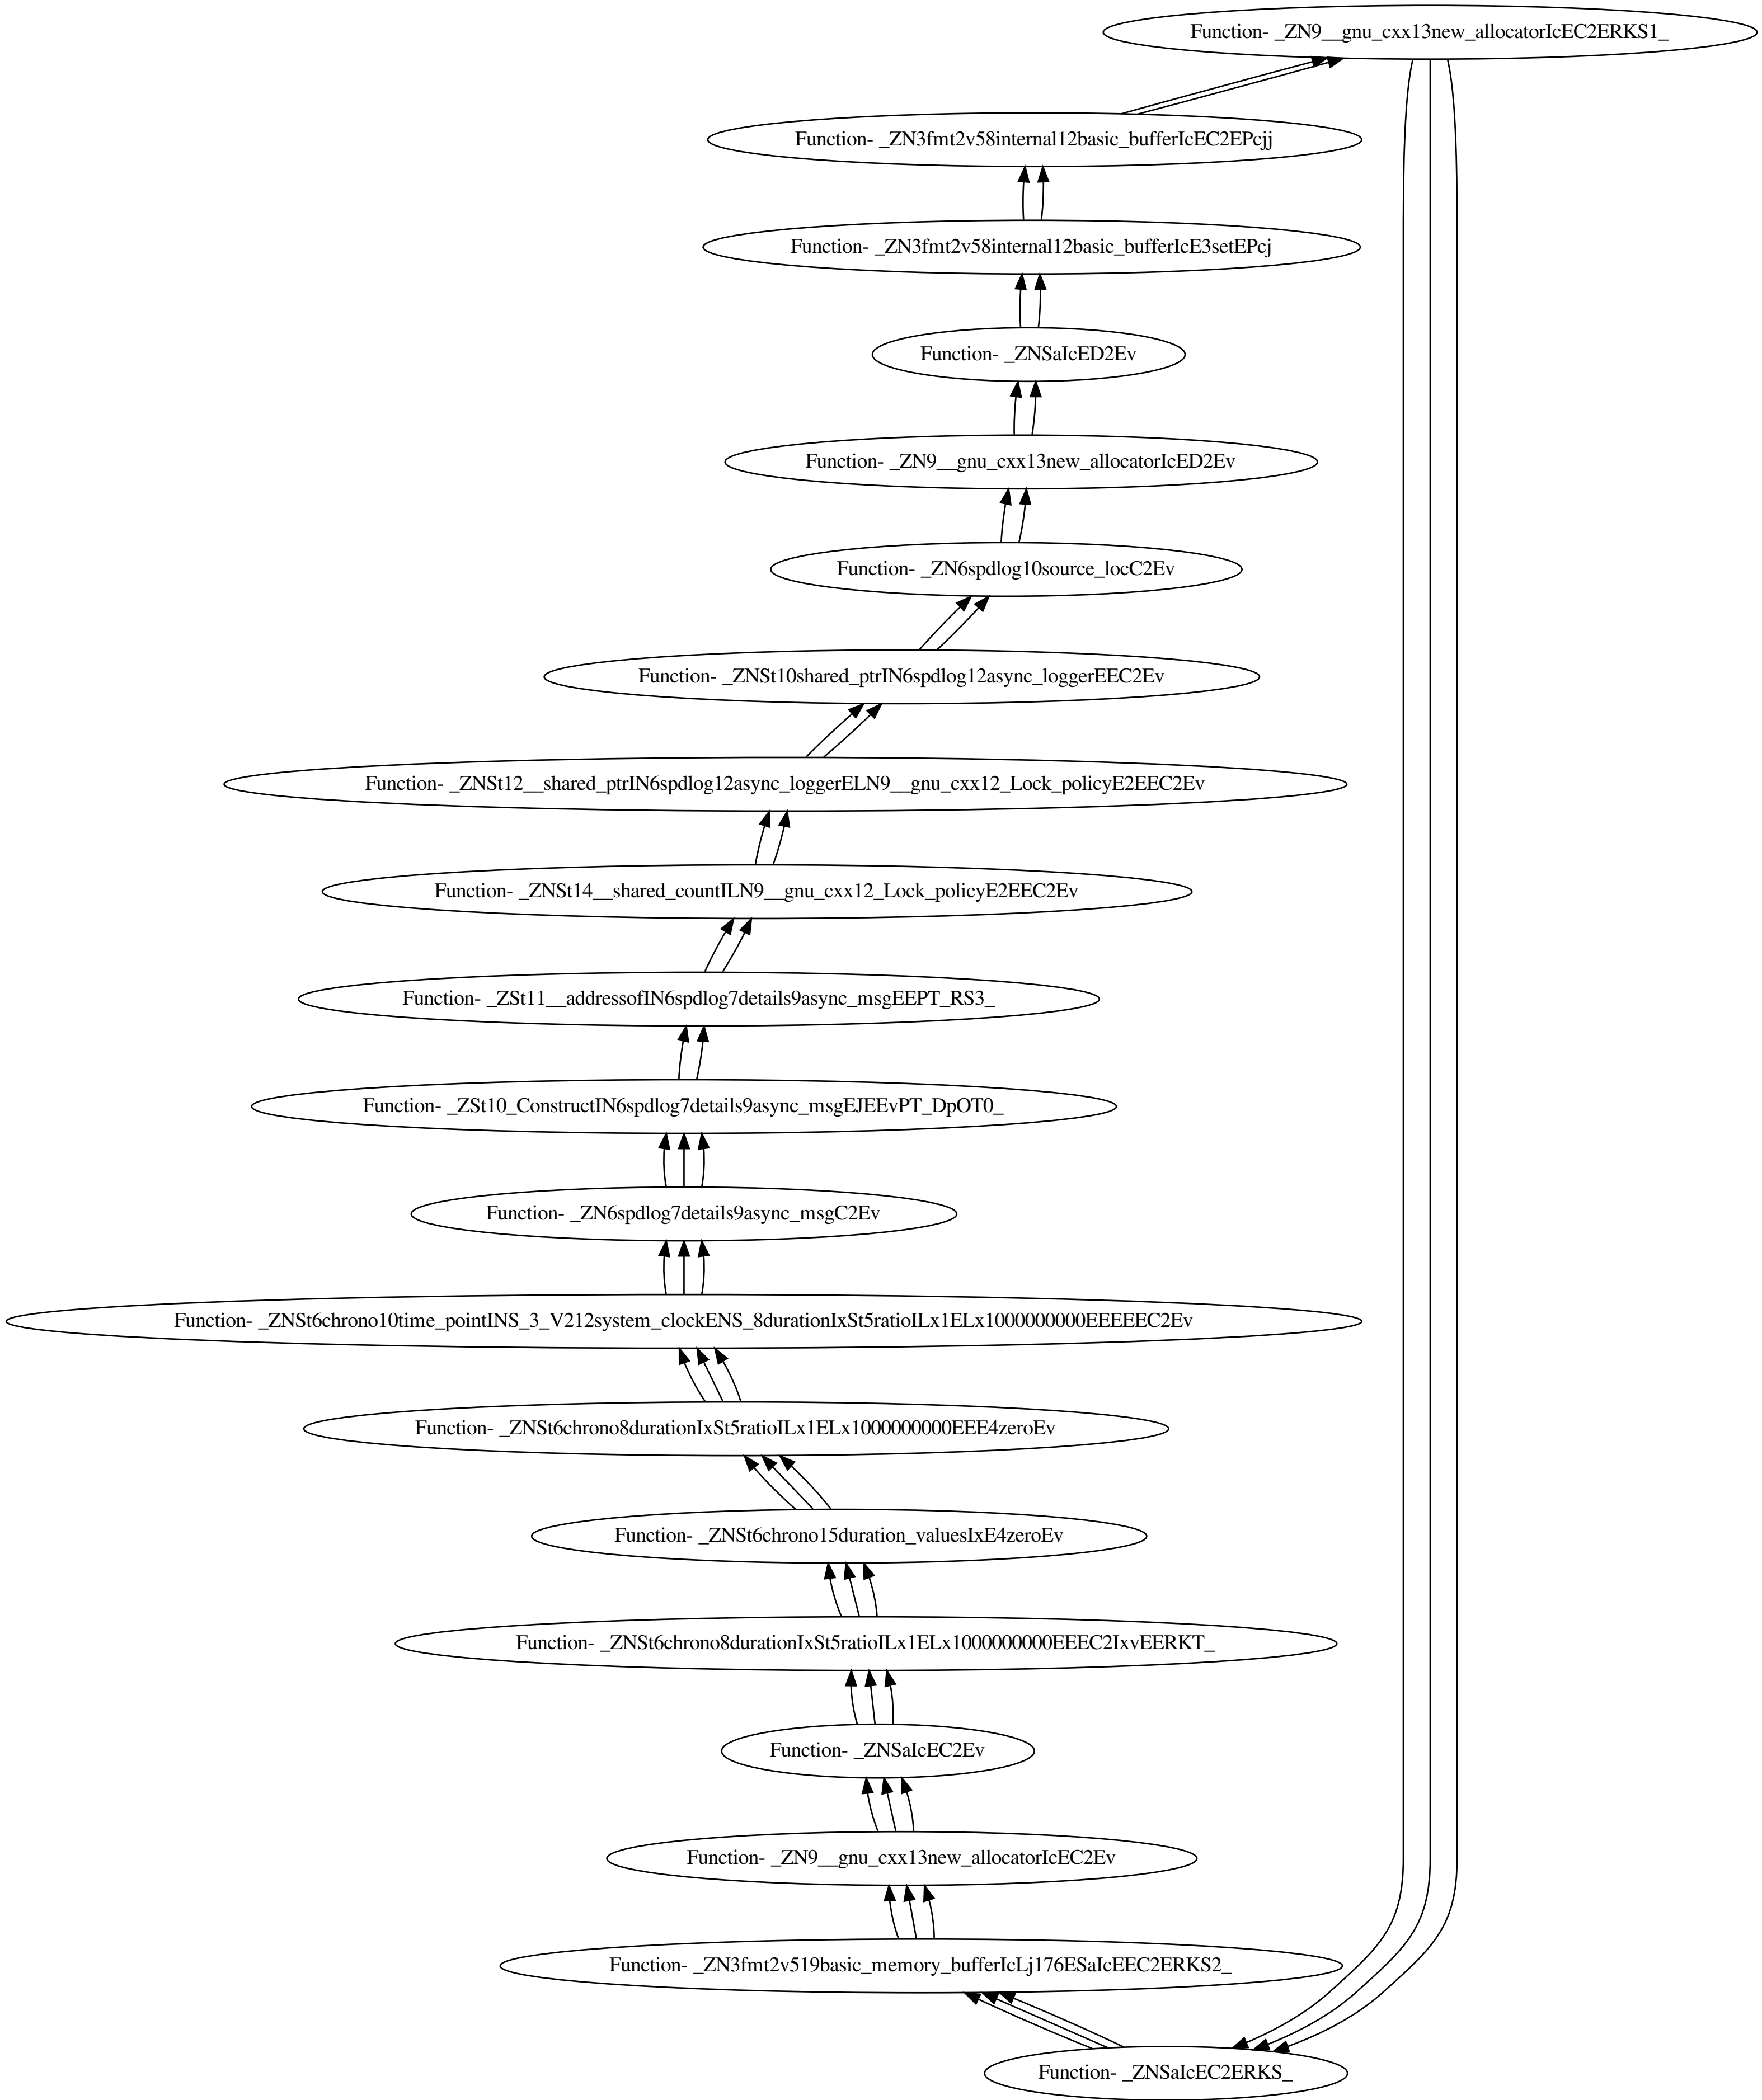 Function- _ZN9__gnu_cxx13new_allocatorIcEC2ERKS1_
Function- _ZN3fmt2v58internal12basic_bufferIcEC2EPcjj
Function- _ZN3fmt2v58internal12basic_bufferIcE3setEPcj
Function- _ZNSaIcED2Ev
Function- _ZN9__gnu_cxx13new_allocatorIcED2Ev
Function- _ZN6spdlog10source_locC2Ev
Function- _ZNSt10shared_ptrIN6spdlog12async_loggerEEC2Ev
Function- _ZNSt12__shared_ptrIN6spdlog12async_loggerELN9__gnu_cxx12_Lock_policyE2EEC2Ev
Function- _ZNSt14__shared_countILN9__gnu_cxx12_Lock_policyE2EEC2Ev
Function- _ZSt11__addressofIN6spdlog7details9async_msgEEPT_RS3_
Function- _ZSt10_ConstructIN6spdlog7details9async_msgEJEEvPT_DpOT0_
Function- _ZN6spdlog7details9async_msgC2Ev
Function- _ZNSt6chrono10time_pointINS_3_V212system_clockENS_8durationIxSt5ratioILx1ELx1000000000EEEEEC2Ev
Function- _ZNSt6chrono8durationIxSt5ratioILx1ELx1000000000EEE4zeroEv
Function- _ZNSt6chrono15duration_valuesIxE4zeroEv
Function- _ZNSt6chrono8durationIxSt5ratioILx1ELx1000000000EEEC2IxvEERKT_
Function- _ZNSaIcEC2Ev
Function- _ZN9__gnu_cxx13new_allocatorIcEC2Ev
Function- _ZN3fmt2v519basic_memory_bufferIcLj176ESaIcEEC2ERKS2_
Function- _ZNSaIcEC2ERKS_